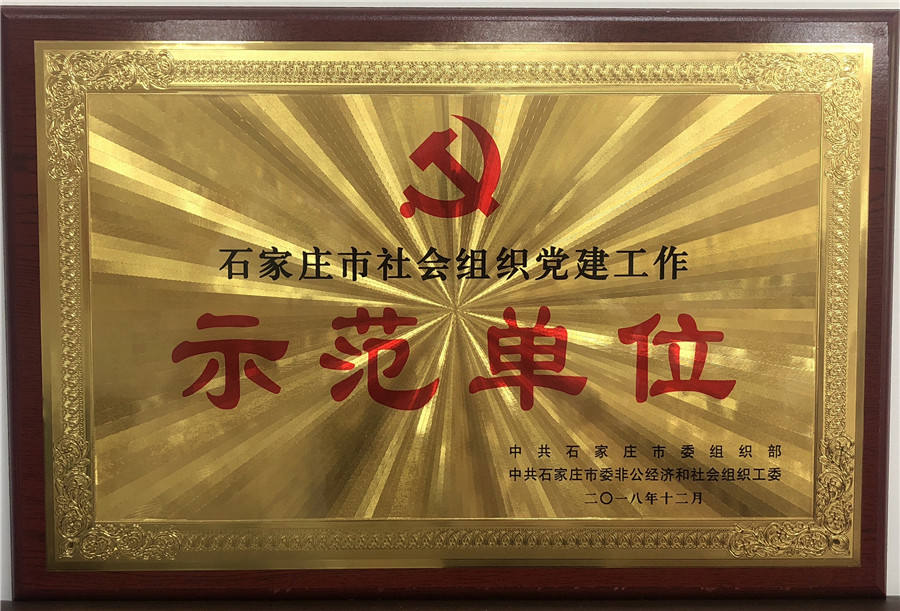 石家庄市社会组织党建工作
示范单位
中共石家庄市委组织部
中共石家庄市委非公经济和社会组织工委
二〇一八年十二月